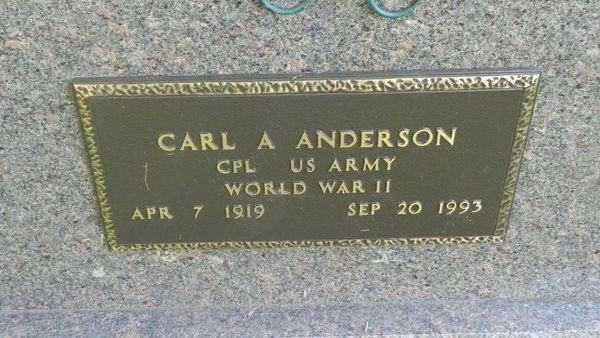 CARL A ANDERSON
CPL US ARMY
WORLD WAR II
APR 7 1919 SEP 20 1993